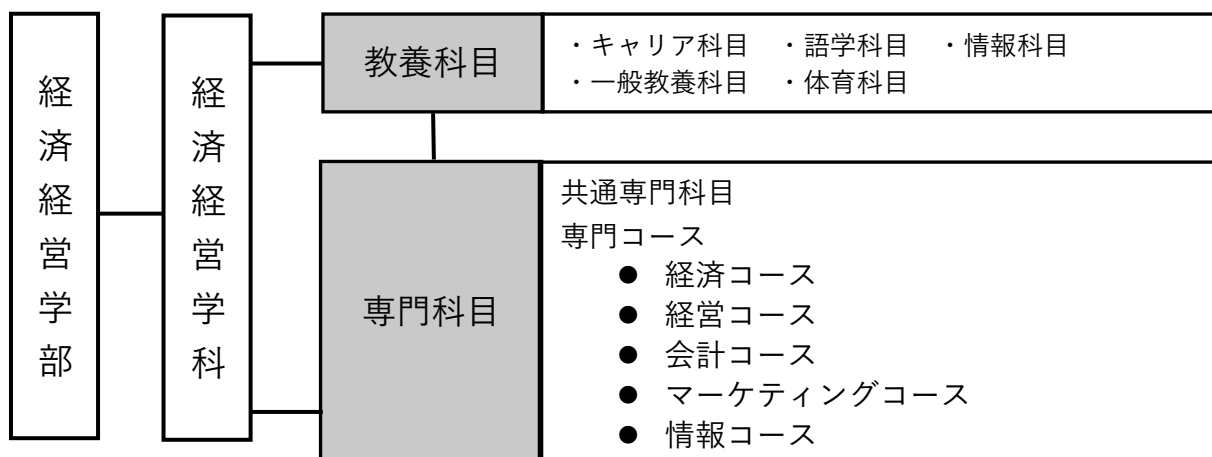 経済経営学部
経済経営学科
教養科目
・キャリア科目 ・語学科目 ・情報科目
・一般教養科目 ・体育科目
専門科目
共通専門科目
専門コース
● 経済コース
● 経営コース
● 会計コース
● マーケティングコース
● 情報コース